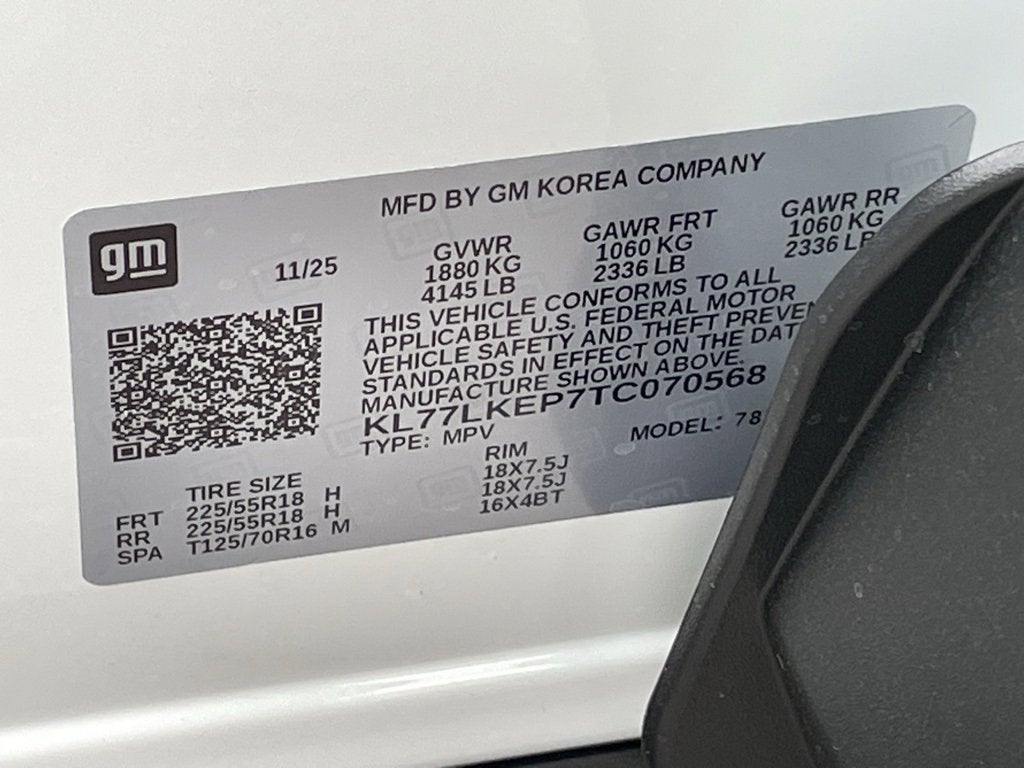 MFD BY GM KOREA COMPANY
gm
11/25
GVWR GAWR FRT GAWR RR
1880 KG 1060 KG 1060 KG
4145 LB 2336 LB 2336 LB
THIS VEHICLE CONFORMS TO ALL
APPLICABLE U.S. FEDERAL MOTOR
VEHICLE SAFETY AND THEFT
STANDARDS IN EFFECT ON THE
MANUFACTURE SHOWN ABOVE.
KL77LKEP7TC070568
TYPE: MPV MODEL: 78
TIRE SIZE RIM
FRT 225/55R18 H 18X7.5J
RR 225/55R18 H 18X7.5J
SPA T125/70R16 M 16X4BT